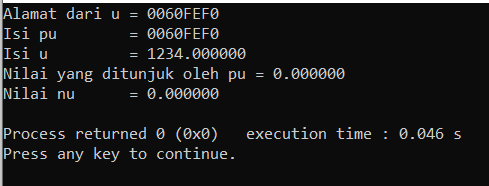 Alamat dari u = 0060FEF0
Isi pu        = 0060FEF0
Isi u         = 1234.000000
Nilai yang ditunjuk oleh pu = 0.000000
Nilai nu      = 0.000000

Process returned 0 (0x0)   execution time : 0.046 s
Press any key to continue.